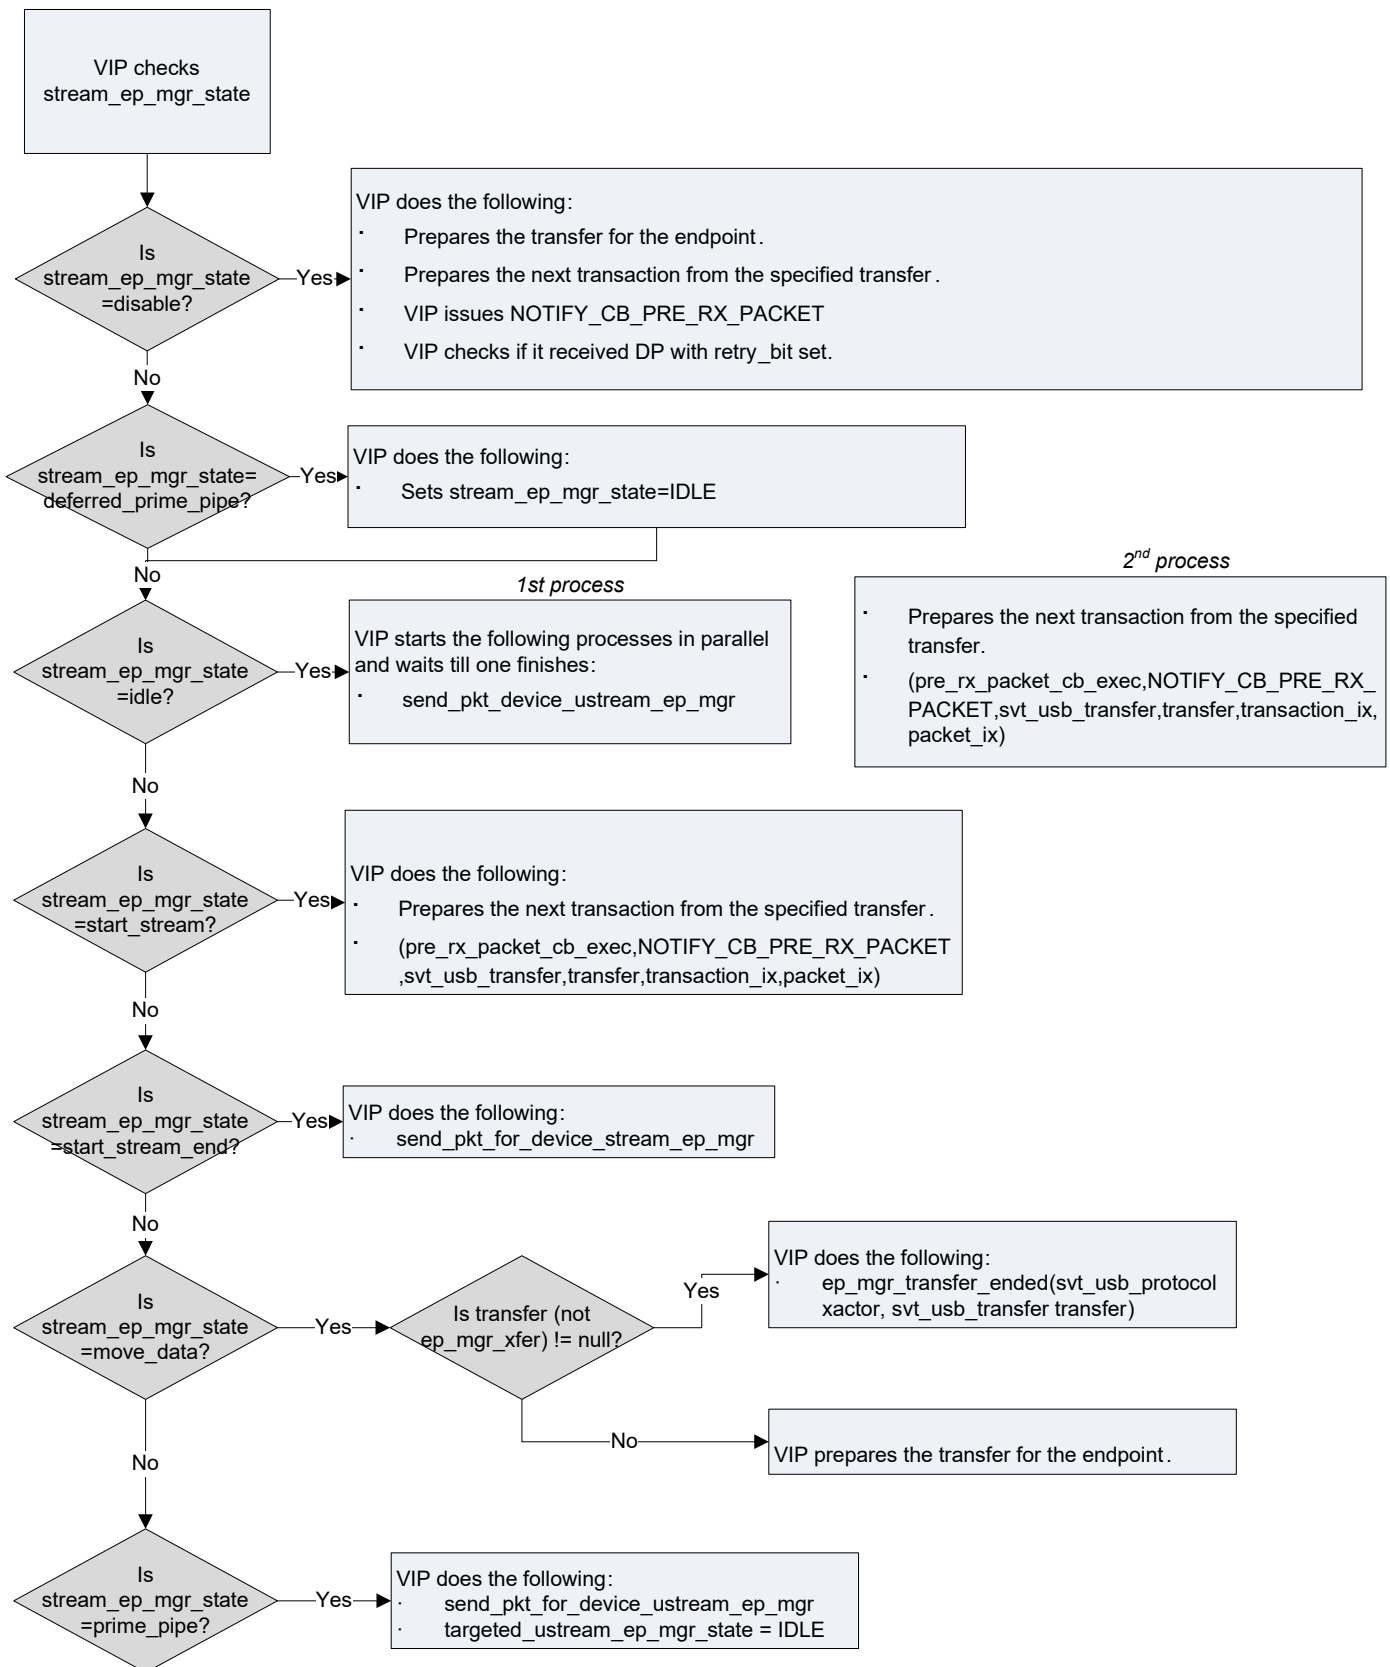 VIP checks
stream_ep_mgr_state
Is
stream_ep_mgr_state
=disable?
Yes
VIP does the following:
· Prepares the transfer for the endpoint.
· Prepares the next transaction from the specified transfer.
· VIP issues NOTIFY_CB_PRE_RX_PACKET
· VIP checks if it received DP with retry_bit set.
No
Is
stream_ep_mgr_state=
deferred_prime_pipe?
Yes
VIP does the following:
· Sets stream_ep_mgr_state=IDLE
No
Is
stream_ep_mgr_state
=idle?
Yes
1st process
VIP starts the following processes in parallel
and waits till one finishes:
· send_pkt_device_ustream_ep_mgr
2nd process
· Prepares the next transaction from the specified
transfer.
· (pre_rx_packet_cb_exec,NOTIFY_CB_PRE_RX_
PACKET,svt_usb_transfer,transfer,transaction_ix,
packet_ix)
No
Is
stream_ep_mgr_state
=start_stream?
Yes
VIP does the following:
· Prepares the next transaction from the specified transfer.
· (pre_rx_packet_cb_exec,NOTIFY_CB_PRE_RX_PACKET
,svt_usb_transfer,transfer,transaction_ix,packet_ix)
No
Is
stream_ep_mgr_state
=start_stream_end?
Yes
VIP does the following:
· send_pkt_for_device_stream_ep_mgr
No
Is
stream_ep_mgr_state
=move_data?
Yes
Is transfer (not
ep_mgr_xfer) != null?
Yes
VIP does the following:
· ep_mgr_transfer_ended(svt_usb_protocol
xactor, svt_usb_transfer transfer)
No
VIP prepares the transfer for the endpoint.
No
Is
stream_ep_mgr_state
=prime_pipe?
Yes
VIP does the following:
· send_pkt_for_device_ustream_ep_mgr
· targeted_ustream_ep_mgr_state = IDLE